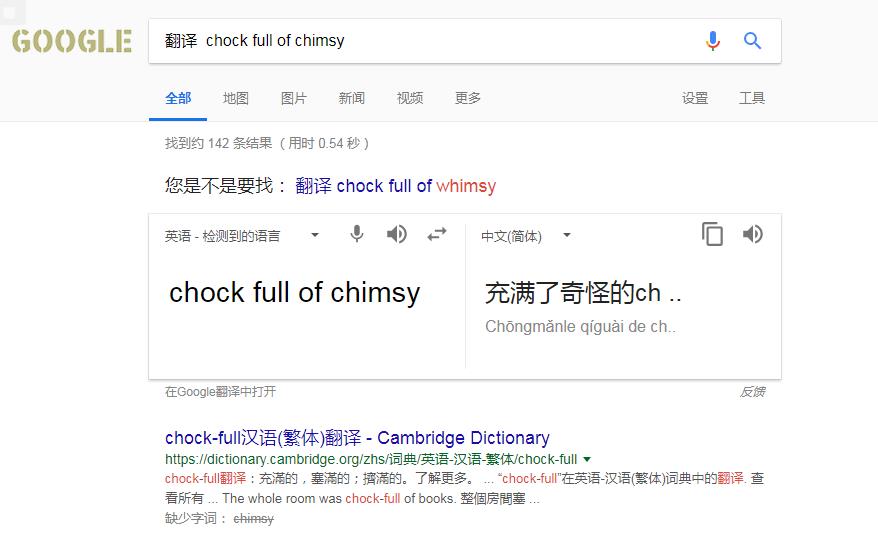 GOOGLE
翻译 chock full of chimsy
全部 地图 图片 新闻 视频 更多 设置 工具
找到约 142 条结果 （用时 0.54 秒）
您是不是要找： 翻译 chock full of whimsy
英语 - 检测到的语言 中文(简体)
chock full of chimsy 充满了奇怪的ch ..
Chōngmǎnle qíguài de ch..
在Google翻译中打开 反馈
chock-full汉语(繁体)翻译 - Cambridge Dictionary
https://dictionary.cambridge.org/zhs/词典/英语-汉语-繁体/chock-full
chock-full翻译：充滿的，塞滿的；擠滿的。了解更多。 ... “chock-full”在英语-汉语(繁体)词典中的翻译. 查
看所有 ... The whole room was chock-full of books. 整個房間塞 ...
缺少字词： chimsy